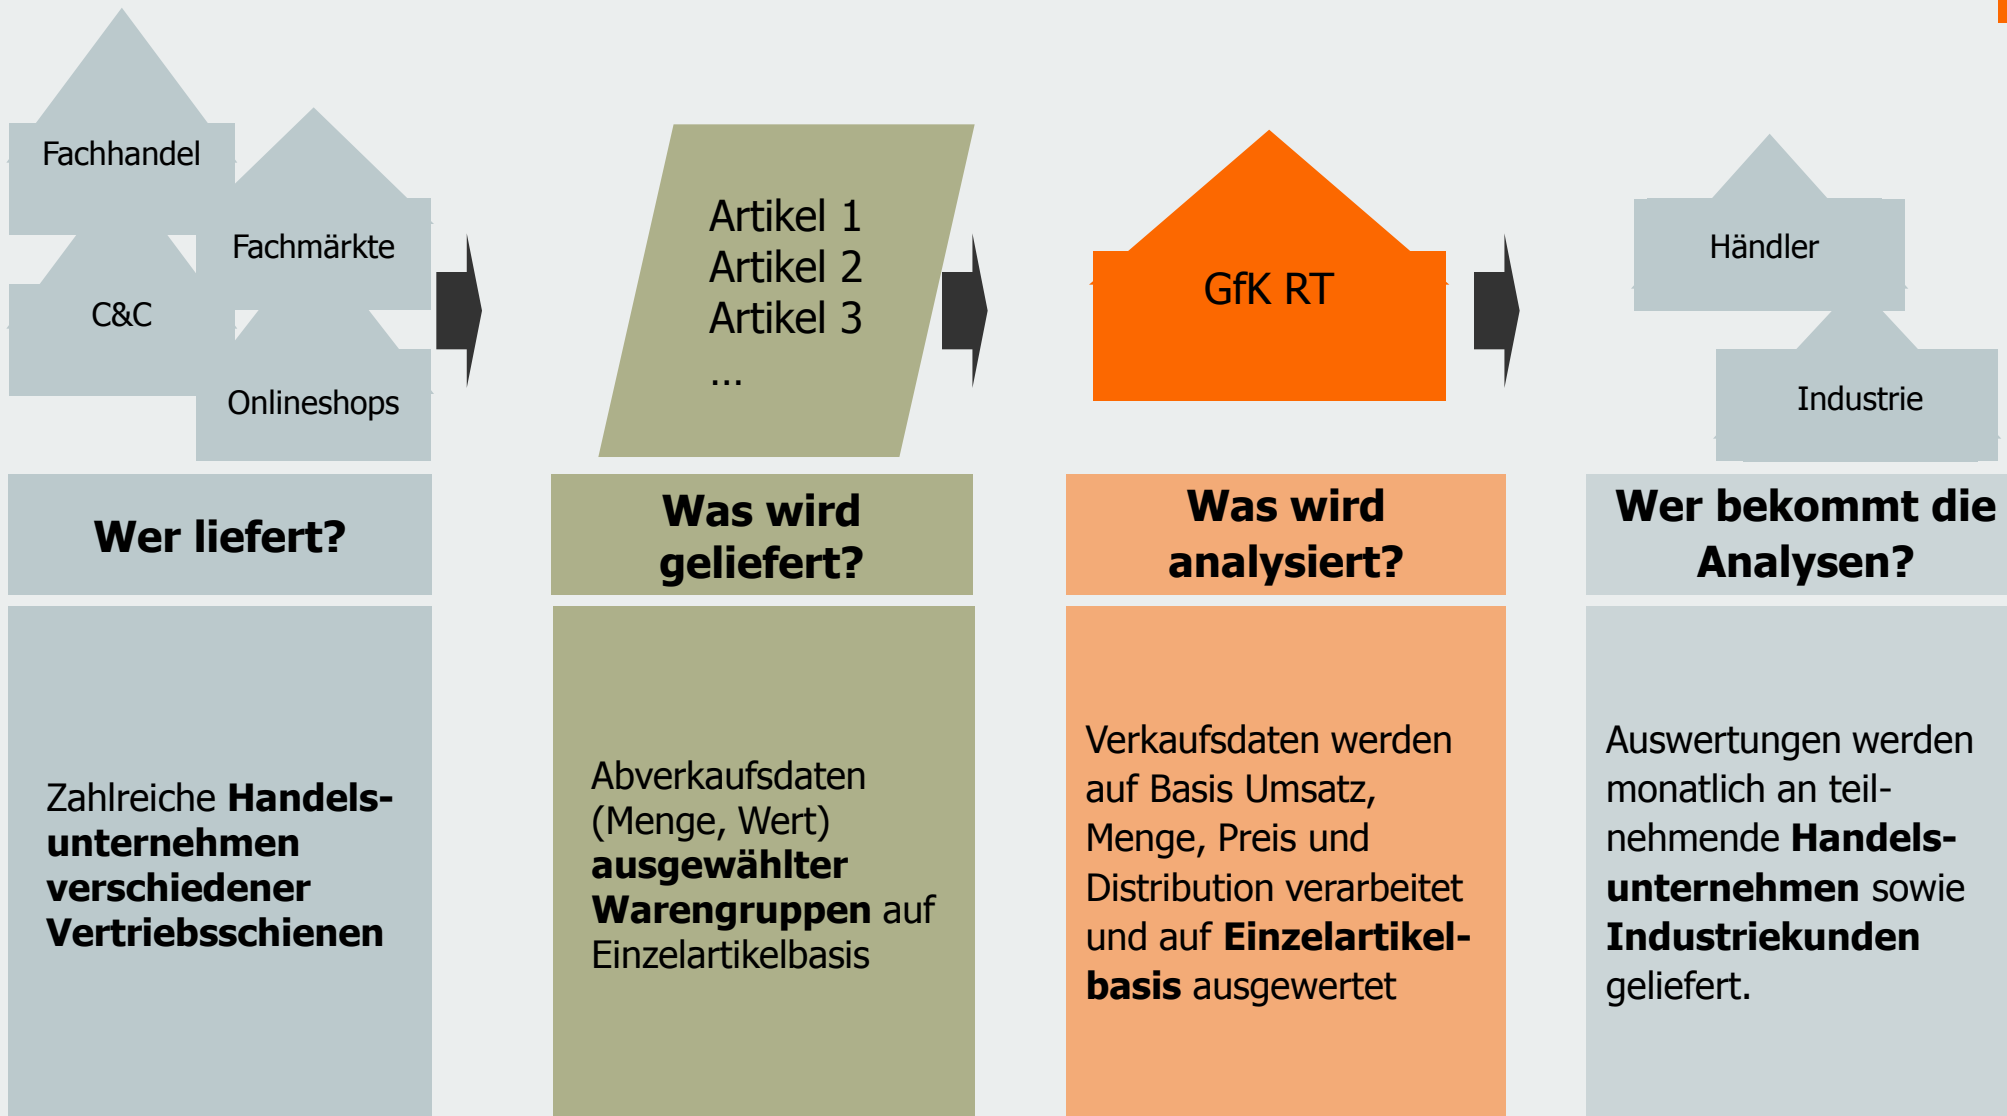 Fachhandel
Fachmärkte
C&C
Onlineshops
Artikel 1
Artikel 2
Artikel 3
...
GfK RT
Händler
Industrie
Wer liefert?
Was wird
geliefert?
Was wird
analysiert?
Wer bekommt die
Analysen?
Zahlreiche Handels-
unternehmen
verschiedener
Vertriebsschienen
Abverkaufsdaten
(Menge, Wert)
ausgewählter
Warengruppen auf
Einzelartikelbasis
Verkaufsdaten werden
auf Basis Umsatz,
Menge, Preis und
Distribution verarbeitet
und auf Einzelartikel-
basis ausgewertet
Auswertungen werden
monatlich an teil-
nehmende Handels-
unternehmen sowie
Industriekunden
geliefert.